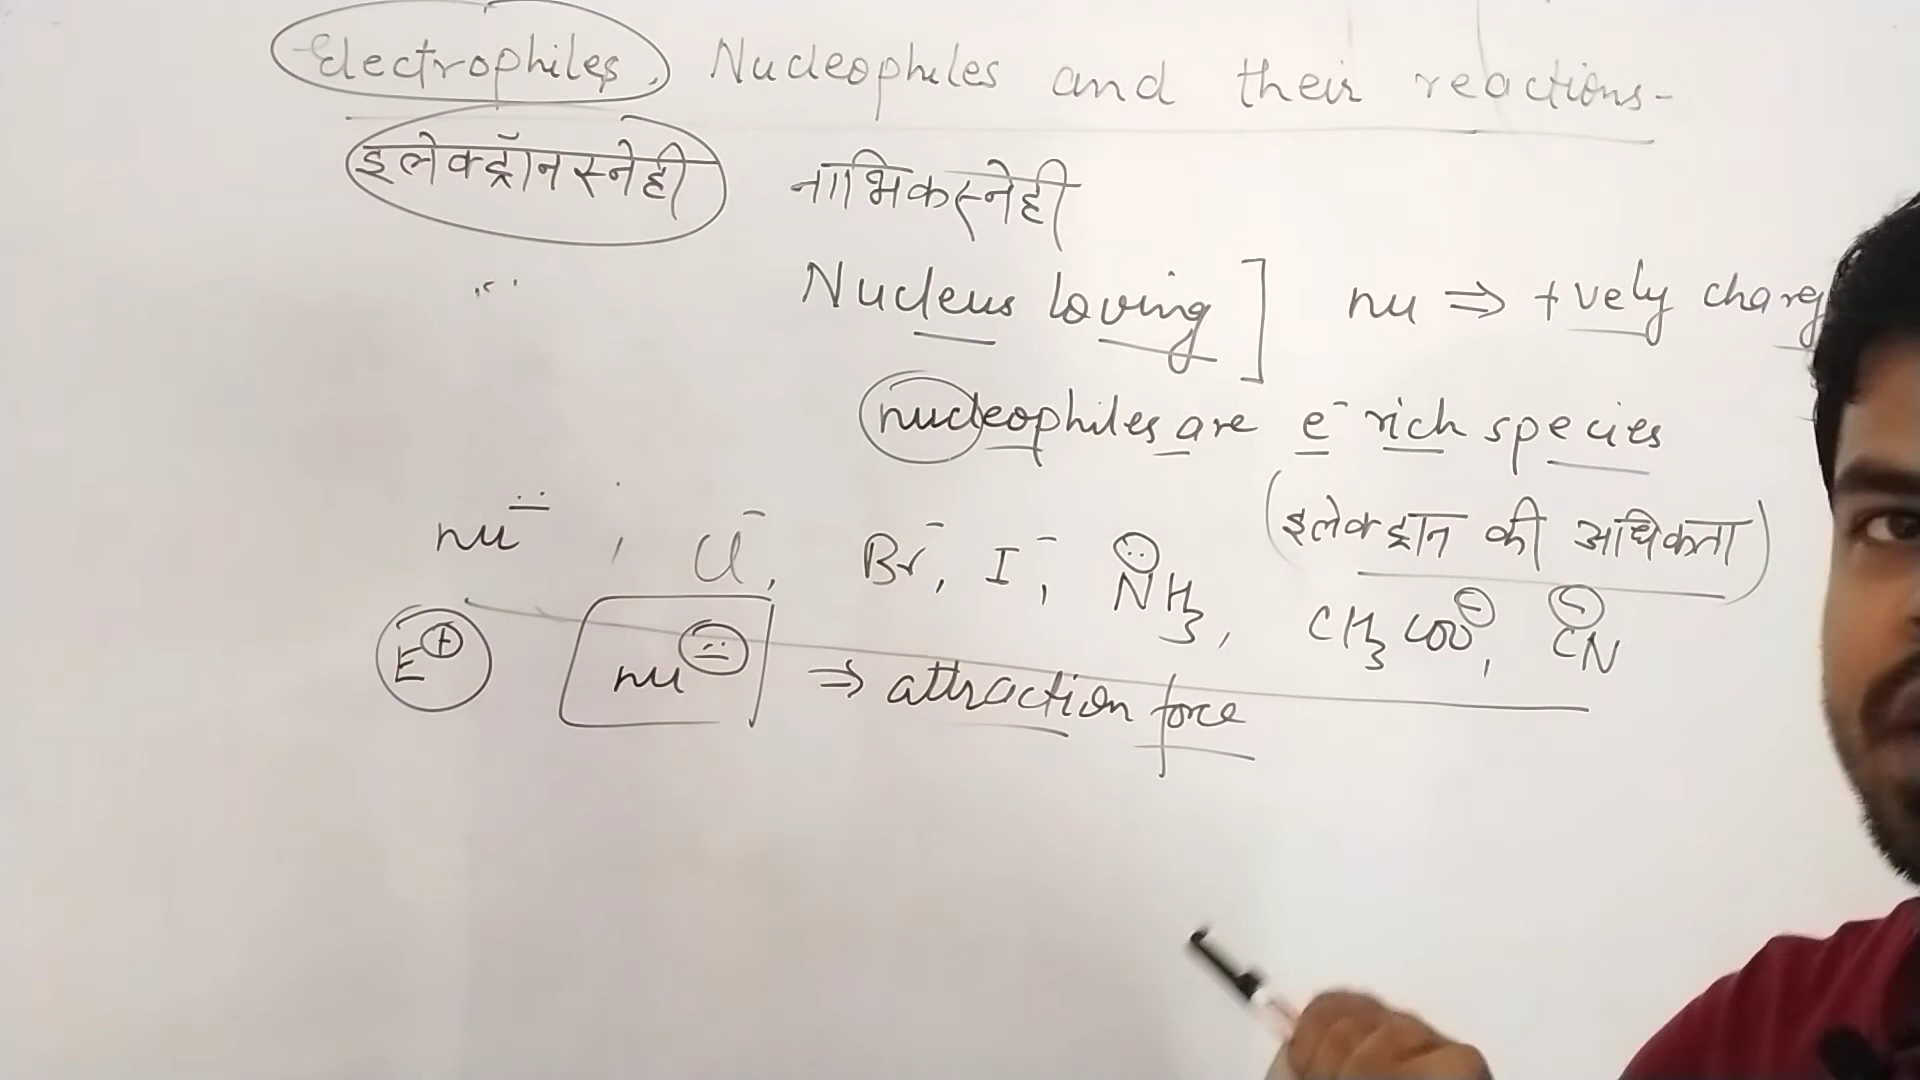 Electrophiles, Nucleophiles and their reactions-
इलेक्ट्रॉनस्नेही नाभिकस्नेही
Nucleus loving] nu ⇒ +vely charg
nucleophiles are e⁻ rich species
(इलेक्ट्रान की अधिकता)
nu⁻, Cl⁻, Br⁻, I⁻, NH₃, CH₃COO⁻, CN⁻
E⁺ nu⁻ ⇒ attraction force